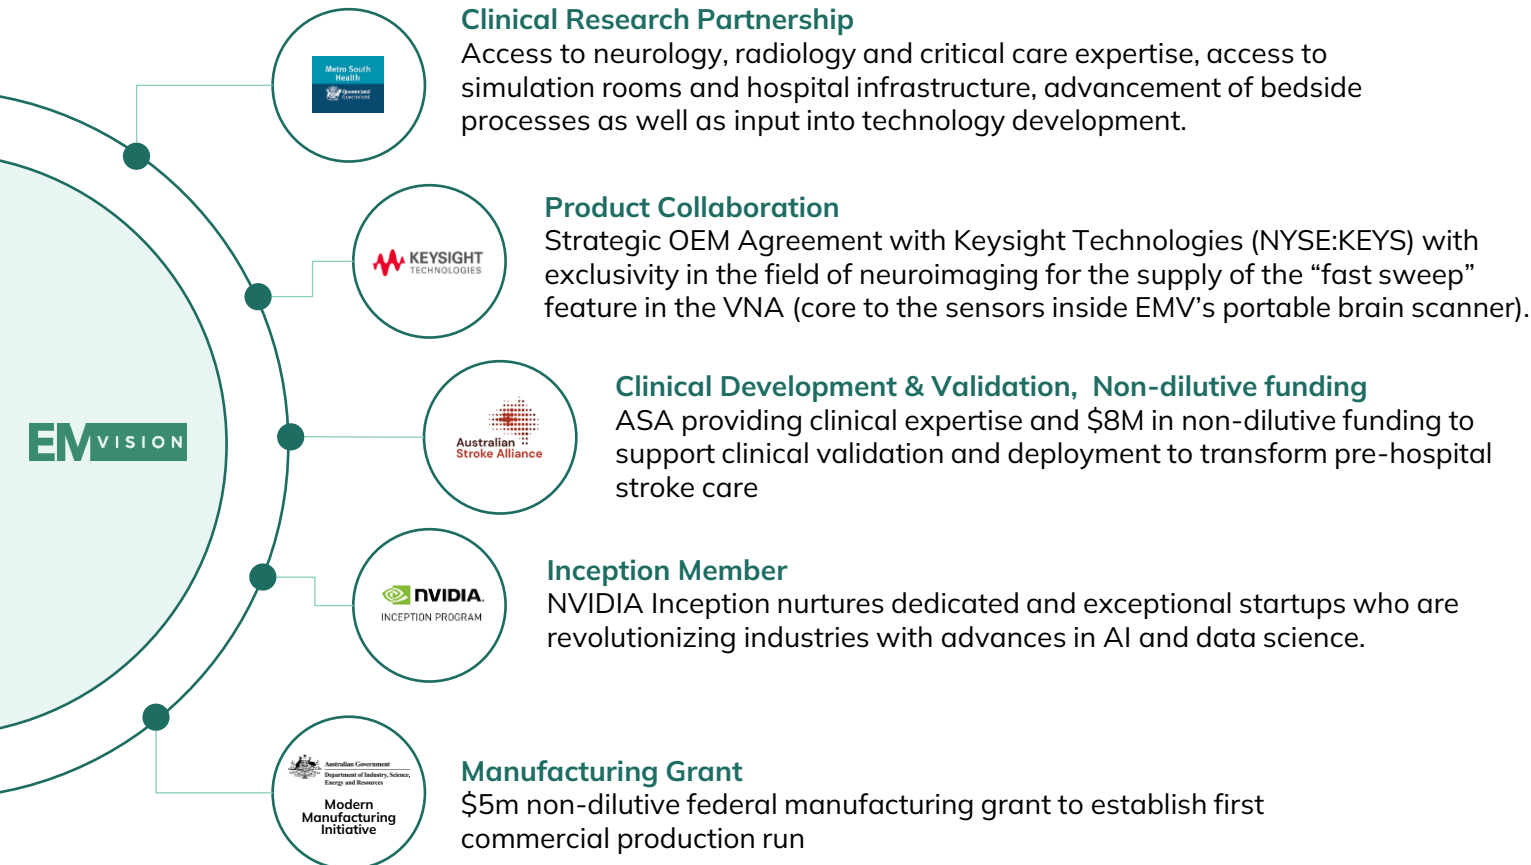 Clinical Research Partnership
Access to neurology, radiology and critical care expertise, access to
simulation rooms and hospital infrastructure, advancement of bedside
processes as well as input into technology development.
Metro South
Health
Queensland
Government
Product Collaboration
Strategic OEM Agreement with Keysight Technologies (NYSE:KEYS) with
exclusivity in the field of neuroimaging for the supply of the “fast sweep”
feature in the VNA (core to the sensors inside EMV’s portable brain scanner).
KEYSIGHT
TECHNOLOGIES
Clinical Development & Validation,  Non-dilutive funding
ASA providing clinical expertise and $8M in non-dilutive funding to
support clinical validation and deployment to transform pre-hospital
stroke care
Australian
Stroke Alliance
EMVISION
Inception Member
NVIDIA Inception nurtures dedicated and exceptional startups who are
revolutionizing industries with advances in AI and data science.
NVIDIA.
INCEPTION PROGRAM
Manufacturing Grant
$5m non-dilutive federal manufacturing grant to establish first
commercial production run
Australian Government
Department of Industry, Science,
Energy and Resources
Modern
Manufacturing
Initiative